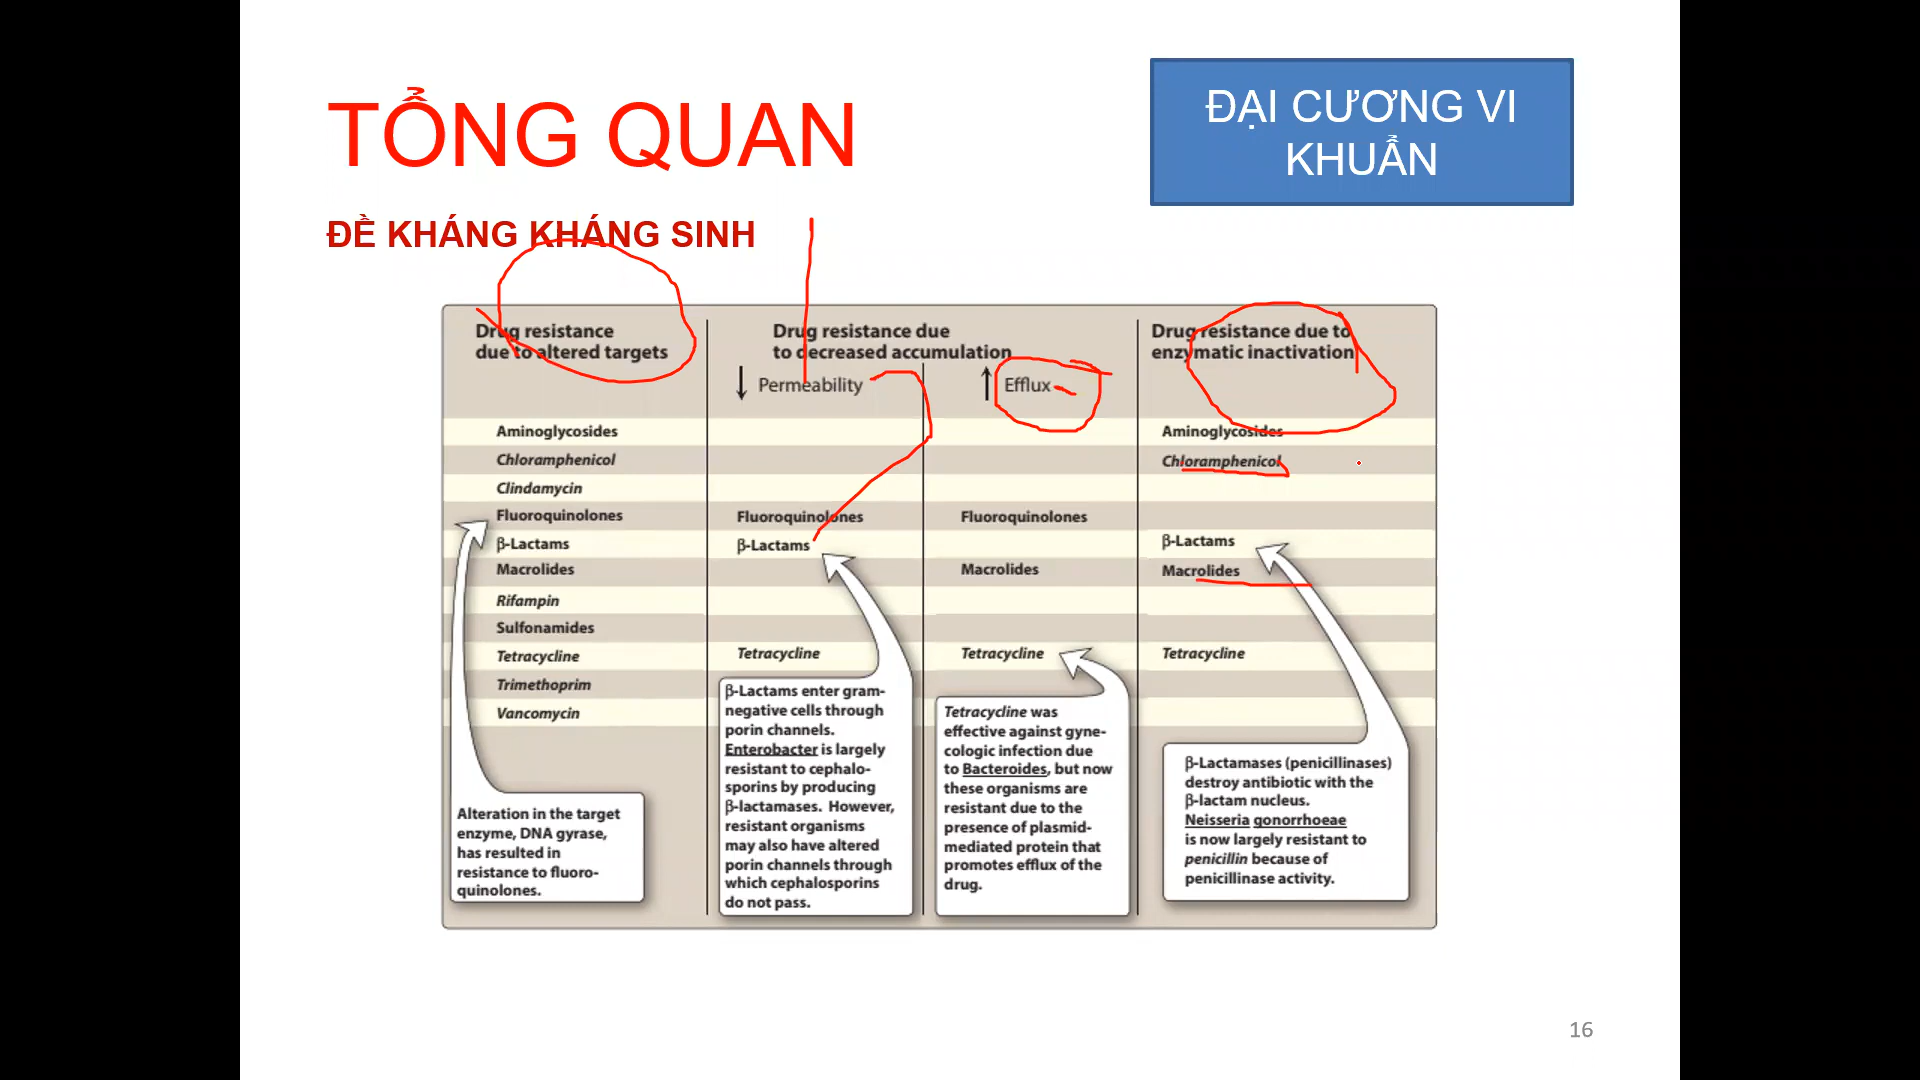 TỔNG QUAN
ĐẠI CƯƠNG VI
KHUẨN
ĐỀ KHÁNG KHÁNG SINH
Drug resistance
due to altered targets
Drug resistance due
to decreased accumulation
↓ Permeability
↑ Efflux
Drug resistance due to
enzymatic inactivation
Aminoglycosides
Chloramphenicol
Clindamycin
Fluoroquinolones
β-Lactams
Macrolides
Rifampin
Sulfonamides
Tetracycline
Trimethoprim
Vancomycin
Alteration in the target
enzyme, DNA gyrase,
has resulted in
resistance to fluoro-
quinolones.
Fluoroquinolones
β-Lactams
Tetracycline
β-Lactams enter gram-
negative cells through
porin channels.
Enterobacter is largely
resistant to cephalo-
sporins by producing
β-lactamases. However,
resistant organisms
may also have altered
porin channels through
which cephalosporins
do not pass.
Fluoroquinolones
Macrolides
Tetracycline
Tetracycline was
effective against gyne-
cologic infection due
to Bacteroides, but now
these organisms are
resistant due to the
presence of plasmid-
mediated protein that
promotes efflux of the
drug.
Aminoglycosides
Chloramphenicol
β-Lactams
Macrolides
Tetracycline
β-Lactamases (penicillinases)
destroy antibiotic with the
β-lactam nucleus.
Neisseria gonorrhoeae
is now largely resistant to
penicillin because of
penicillinase activity.
16